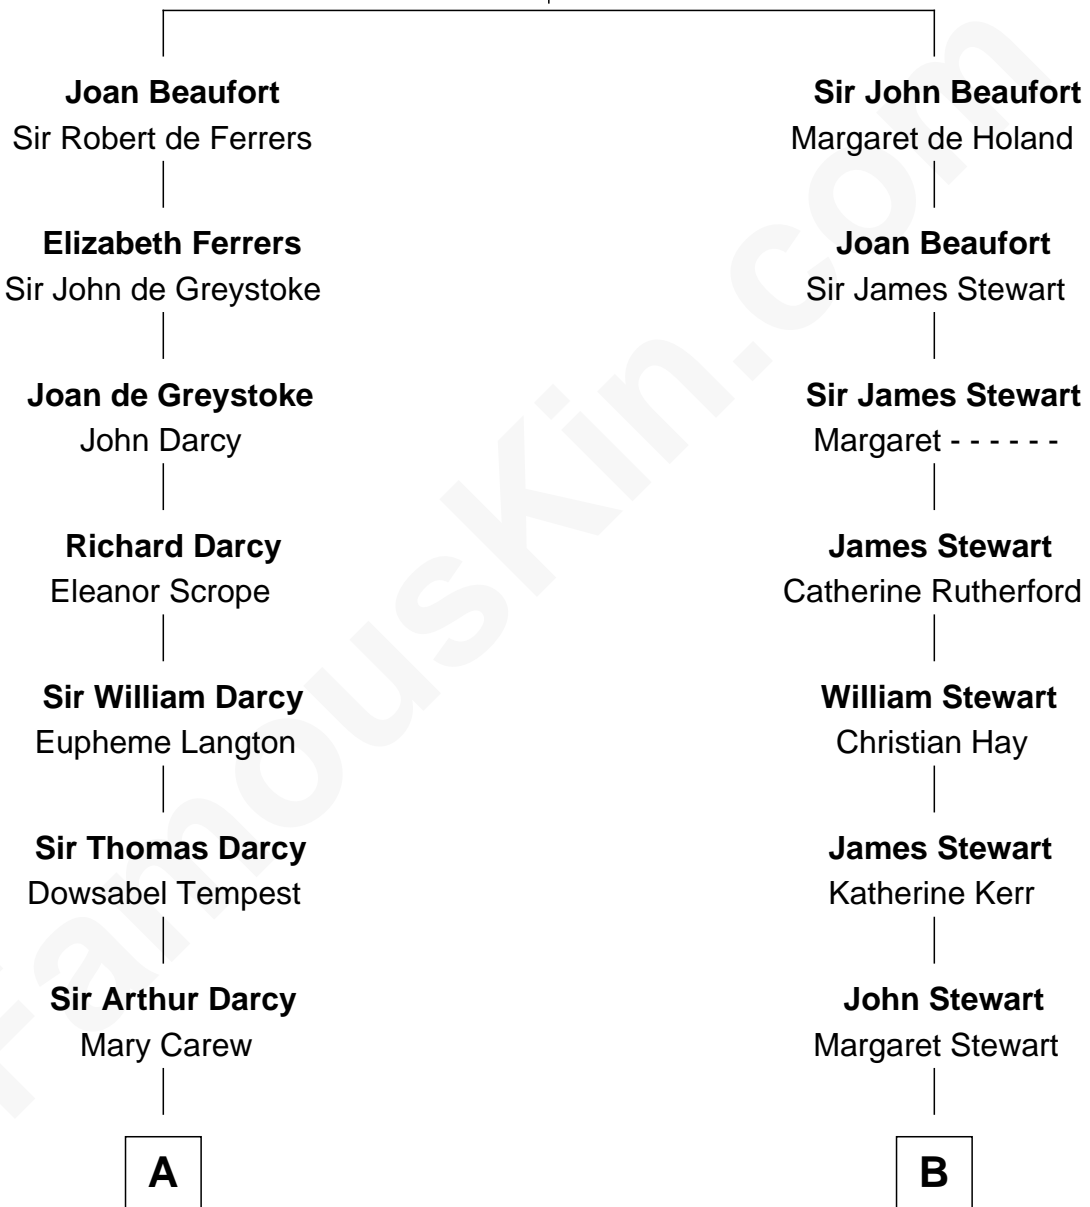 Joan Beaufort
Sir Robert de Ferrers
Elizabeth Ferrers
Sir John de Greystoke
Joan de Greystoke
John Darcy
Richard Darcy
Eleanor Scrope
Sir William Darcy
Eupheme Langton
Sir Thomas Darcy
Dowsabel Tempest
Sir Arthur Darcy
Mary Carew
A
Sir John Beaufort
Margaret de Holand
Joan Beaufort
Sir James Stewart
Sir James Stewart
Margaret - - - - - -
James Stewart
Catherine Rutherford
William Stewart
Christian Hay
James Stewart
Katherine Kerr
John Stewart
Margaret Stewart
B
FamousKin.com